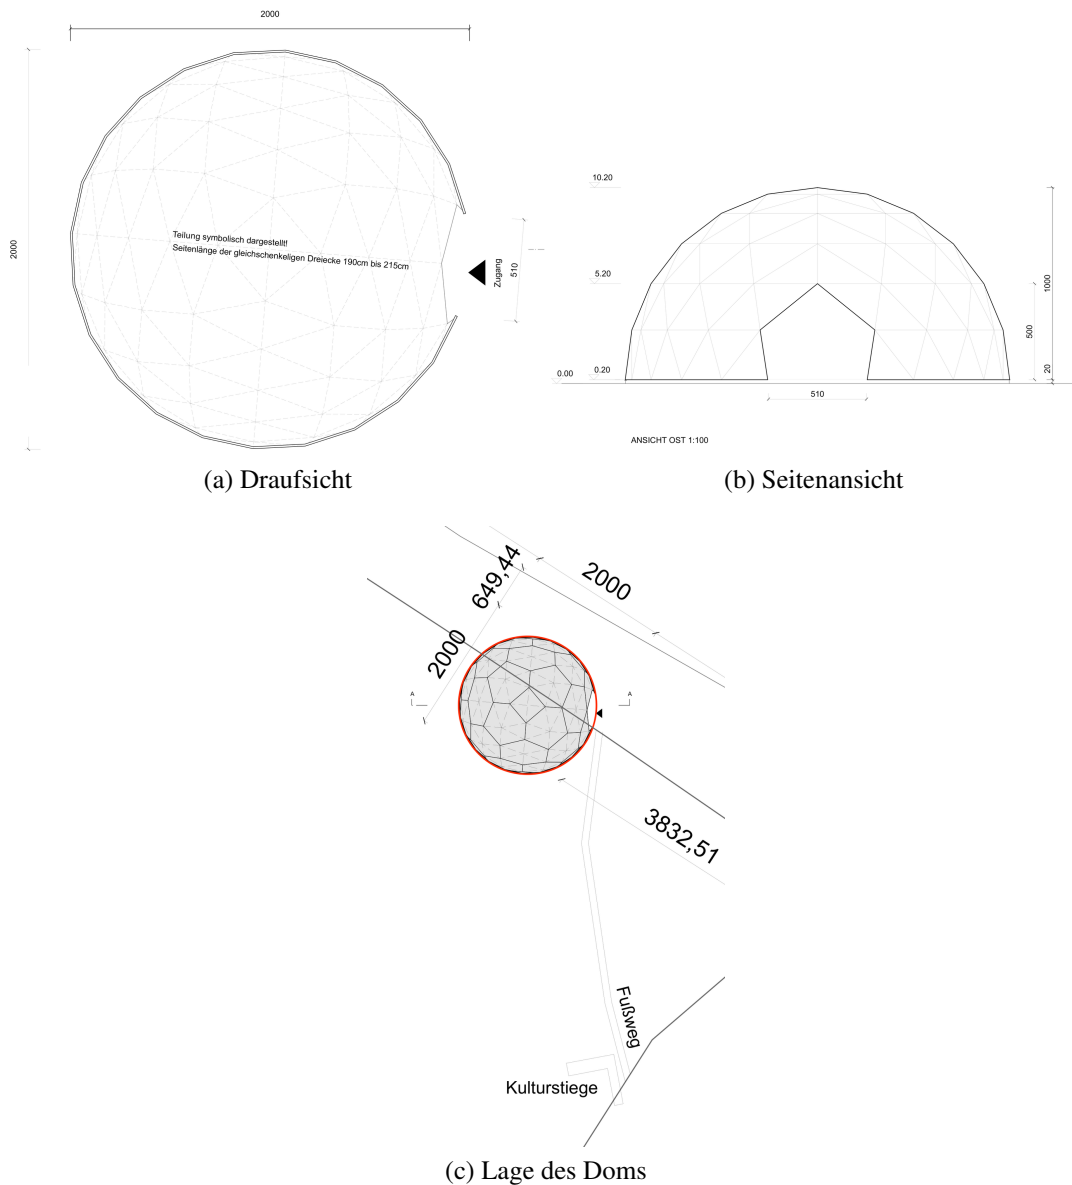 2000
2000
Teilung symbolisch dargestellt!
Seitenlänge der gleichschenkeligen Dreiecke 190cm bis 215cm
Zugang
510
(a) Draufsicht
10.20
5.20
0.00
0.20
510
500
1000
20
ANSICHT OST 1:100
(b) Seitenansicht
649,44
2000
2000
A
A
3832,51
Fußweg
Kulturstiege
(c) Lage des Doms